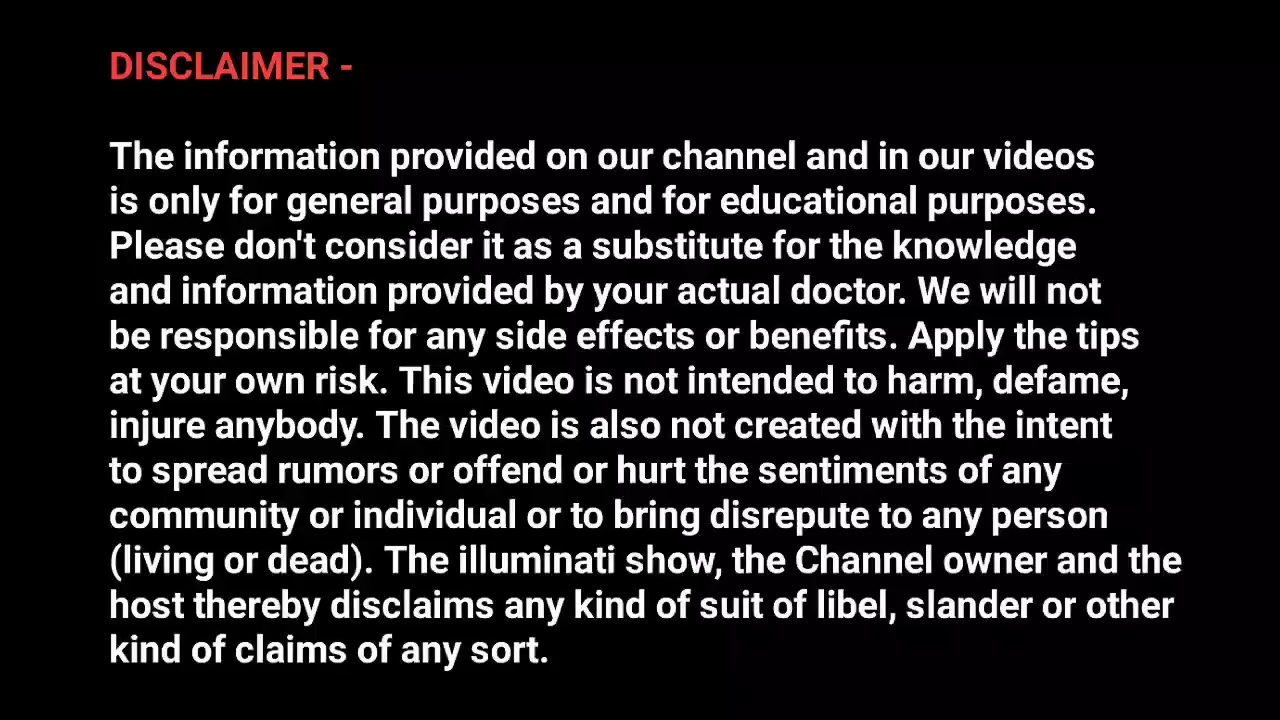 DISCLAIMER -
The information provided on our channel and in our videos
is only for general purposes and for educational purposes.
Please don't consider it as a substitute for the knowledge
and information provided by your actual doctor. We will not
be responsible for any side effects or benefits. Apply the tips
at your own risk. This video is not intended to harm, defame,
injure anybody. The video is also not created with the intent
to spread rumors or offend or hurt the sentiments of any
community or individual or to bring disrepute to any person
(living or dead). The illuminati show, the Channel owner and the
host thereby disclaims any kind of suit of libel, slander or other
kind of claims of any sort.